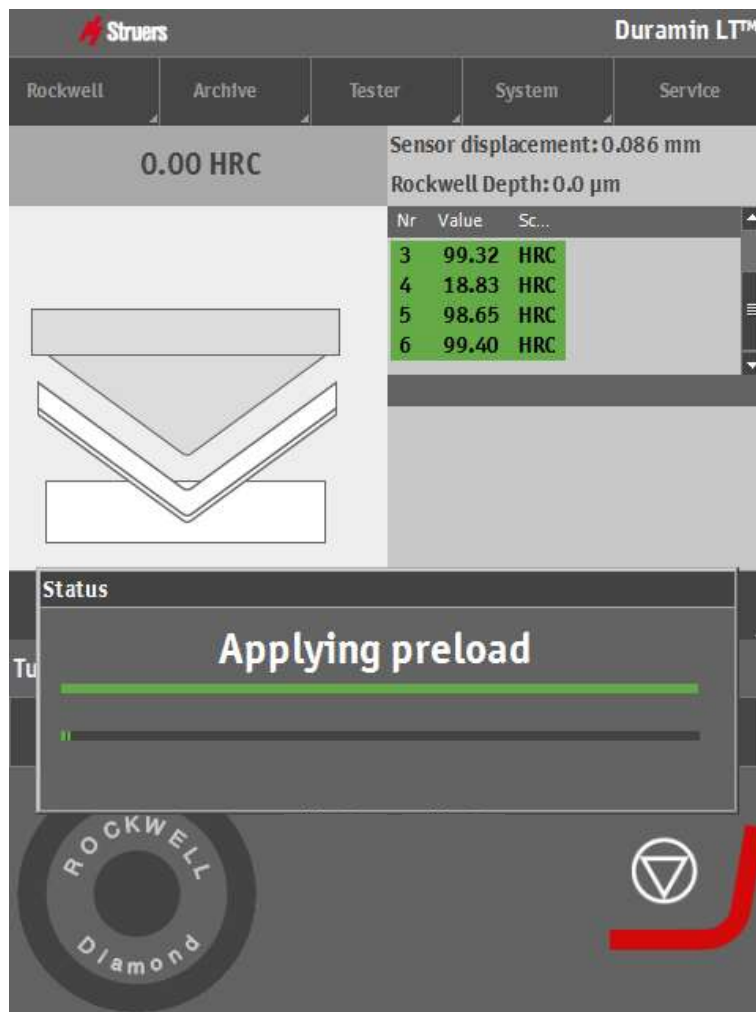 Struers
Duramin LT™
Rockwell Archive Tester System Service
0.00 HRC
Sensor displacement: 0.086 mm
Rockwell Depth: 0.0 µm
Nr Value Sc...
3 99.32 HRC
4 18.83 HRC
5 98.65 HRC
6 99.40 HRC
Status
Applying preload
Tu
ROCKWELL
Diamond